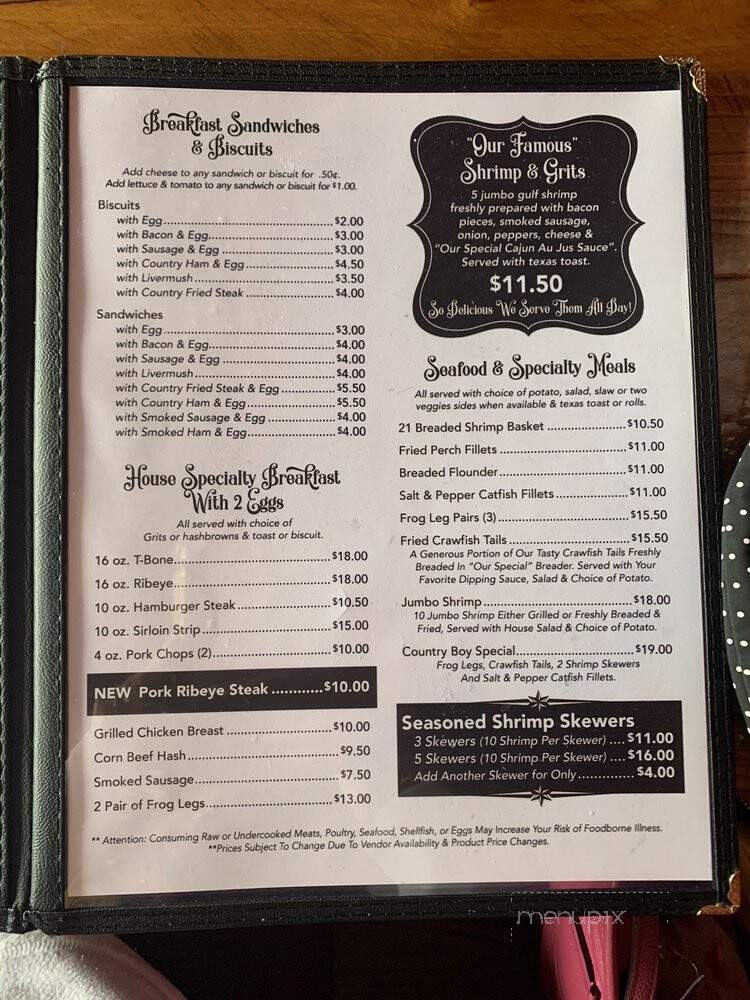 Breakfast Sandwiches
& Biscuits
Add cheese to any sandwich or biscuit for .50¢.
Add lettuce & tomato to any sandwich or biscuit for $1.00.
Biscuits
with Egg....................$2.00
with Bacon & Egg....................$3.00
with Sausage & Egg....................$3.00
with Country Ham & Egg....................$4.50
with Livermush....................$3.50
with Country Fried Steak....................$4.00
Sandwiches
with Egg....................$3.00
with Bacon & Egg....................$4.00
with Sausage & Egg....................$4.00
with Livermush....................$4.00
with Country Fried Steak & Egg....................$5.50
with Country Ham & Egg....................$5.50
with Smoked Sausage & Egg....................$4.00
with Smoked Ham & Egg....................$4.00
House Specialty Breakfast
With 2 Eggs
All served with choice of
Grits or hashbrowns & toast or biscuit.
16 oz. T-Bone....................$18.00
16 oz. Ribeye....................$18.00
10 oz. Hamburger Steak....................$10.50
10 oz. Sirloin Strip....................$15.00
4 oz. Pork Chops (2)....................$10.00
NEW Pork Ribeye Steak............$10.00
Grilled Chicken Breast....................$10.00
Corn Beef Hash....................$9.50
Smoked Sausage....................$7.50
2 Pair of Frog Legs....................$13.00
"Our Famous"
Shrimp & Grits
5 jumbo gulf shrimp
freshly prepared with bacon
pieces, smoked sausage,
onion, peppers, cheese &
"Our Special Cajun Au Jus Sauce".
Served with texas toast.
$11.50
So Delicious We Serve Them All Day!
Seafood & Specialty Meals
All served with choice of potato, salad, slaw or two
veggies sides when available & texas toast or rolls.
21 Breaded Shrimp Basket....................$10.50
Fried Perch Fillets....................$11.00
Breaded Flounder....................$11.00
Salt & Pepper Catfish Fillets....................$11.00
Frog Leg Pairs (3)....................$15.50
Fried Crawfish Tails....................$15.50
A Generous Portion of Our Tasty Crawfish Tails Freshly
Breaded In "Our Special" Breader. Served with Your
Favorite Dipping Sauce, Salad & Choice of Potato.
Jumbo Shrimp....................$18.00
10 Jumbo Shrimp Either Grilled or Freshly Breaded &
Fried, Served with House Salad & Choice of Potato.
Country Boy Special....................$19.00
Frog Legs, Crawfish Tails, 2 Shrimp Skewers
And Salt & Pepper Catfish Fillets.
Seasoned Shrimp Skewers
3 Skewers (10 Shrimp Per Skewer)....$11.00
5 Skewers (10 Shrimp Per Skewer)....$16.00
Add Another Skewer for Only..............$4.00
** Attention: Consuming Raw or Undercooked Meats, Poultry, Seafood, Shellfish, or Eggs May Increase Your Risk of Foodborne Illness.
**Prices Subject To Change Due To Vendor Availability & Product Price Changes.
menupix